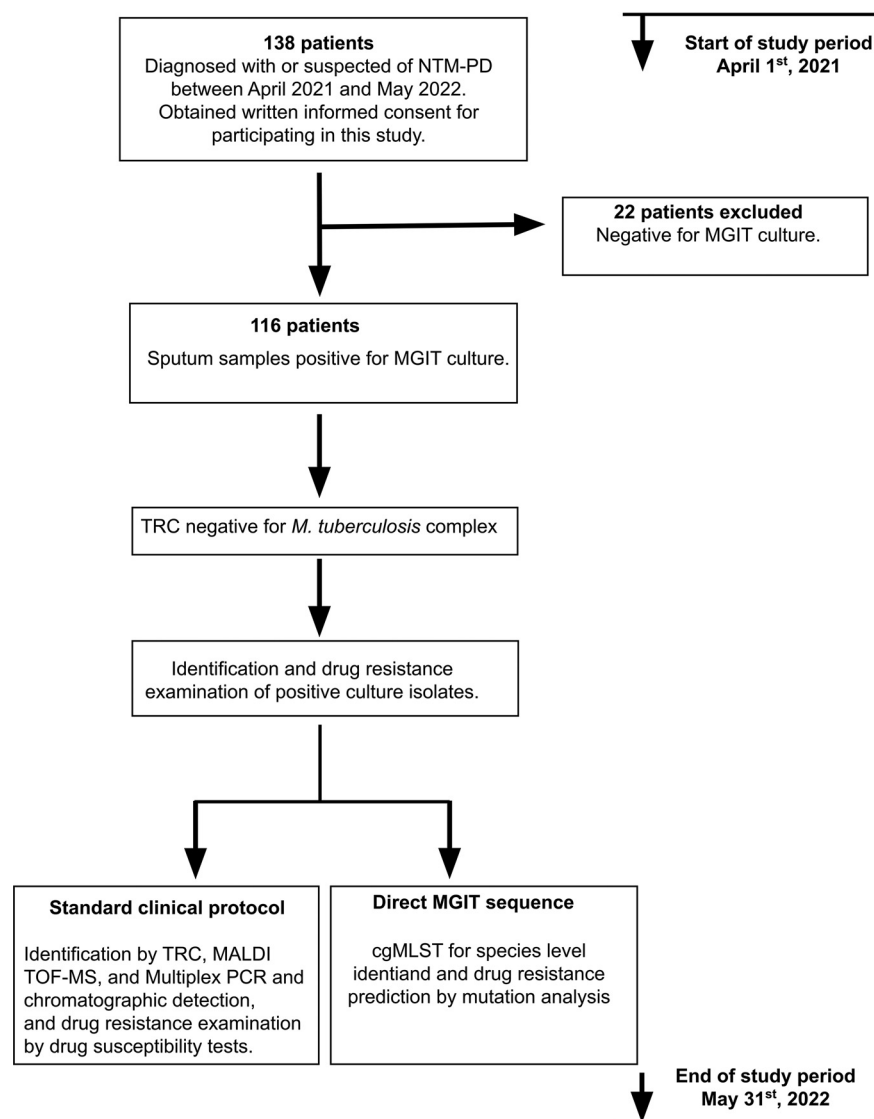 138 patients
Diagnosed with or suspected of NTM-PD
between April 2021 and May 2022.
Obtained written informed consent for
participating in this study.
Start of study period
April 1st, 2021
22 patients excluded
Negative for MGIT culture.
116 patients
Sputum samples positive for MGIT culture.
TRC negative for M. tuberculosis complex
Identification and drug resistance
examination of positive culture isolates.
Standard clinical protocol
Identification by TRC, MALDI
TOF-MS, and Multiplex PCR and
chromatographic detection,
and drug resistance examination
by drug susceptibility tests.
Direct MGIT sequence
cgMLST for species level
identiand and drug resistance
prediction by mutation analysis
End of study period
May 31st, 2022